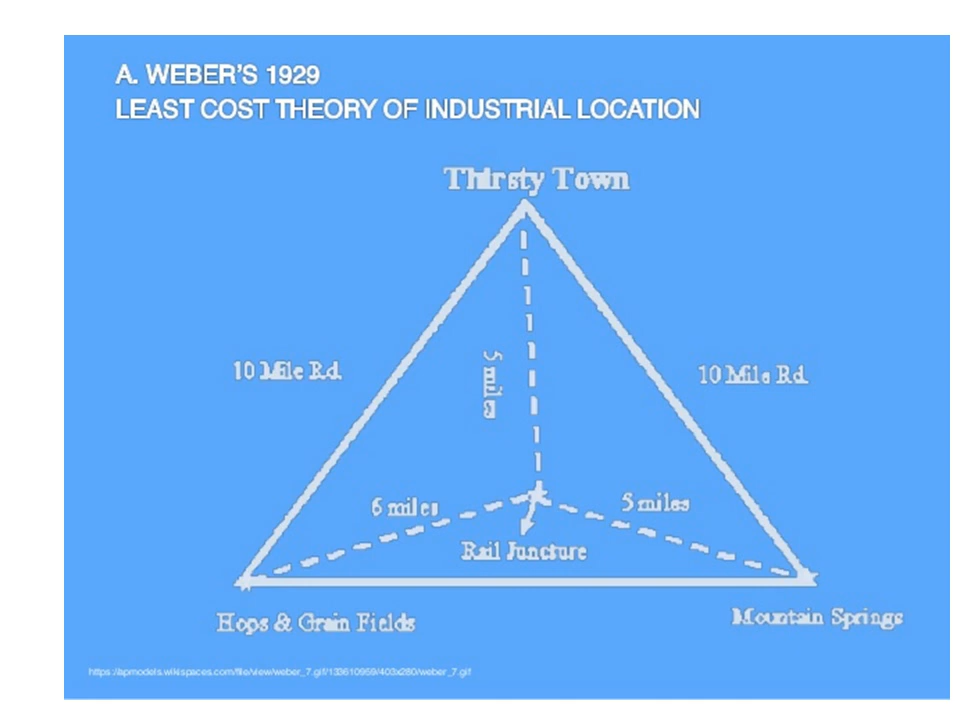 A. WEBER'S 1929
LEAST COST THEORY OF INDUSTRIAL LOCATION
Thirsty Town
10 Mile Rd.
10 Mile Rd.
5 miles
6 miles
5 miles
Rail Juncture
Hops & Grain Fields
Mountain Springs
https://apmodels.wikispaces.com/file/view/weber_7.gif/133610959/403x280/weber_7.gif